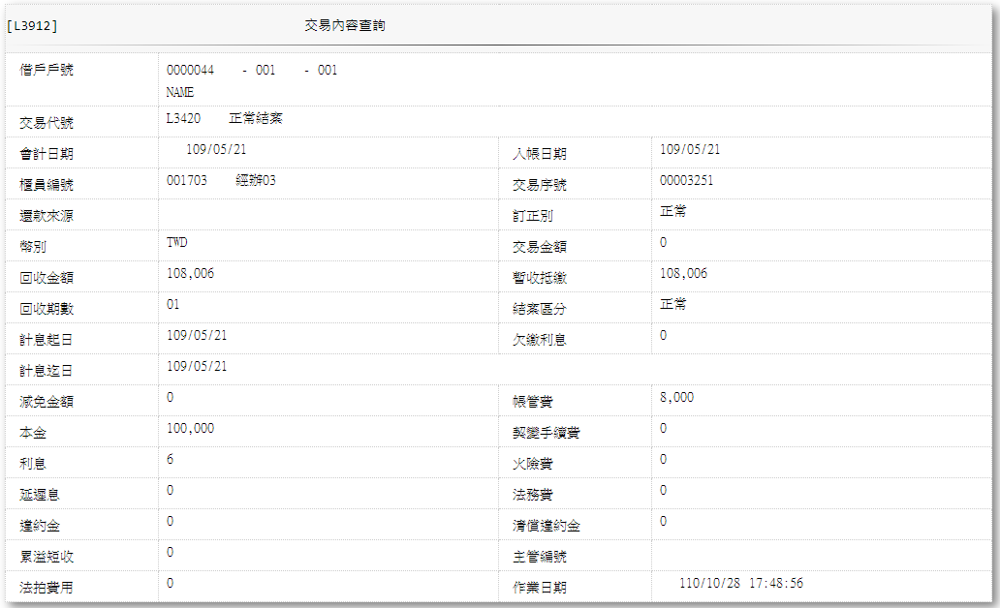 [L3912] 交易內容查詢
借戶戶號 0000044 - 001 - 001
NAME
交易代號 L3420 正常結案
會計日期 109/05/21 入帳日期 109/05/21
櫃員編號 001703 經辦03 交易序號 00003251
還款來源 訂正別 正常
幣別 TWD 交易金額 0
回收金額 108,006 暫收抵繳 108,006
回收期數 01 結案區分 正常
計息起日 109/05/21 欠繳利息 0
計息迄日 109/05/21
減免金額 0 帳管費 8,000
本金 100,000 契變手續費 0
利息 6 火險費 0
延遲息 0 法務費 0
違約金 0 清償違約金 0
累溢短收 0 主管編號
法拍費用 0 作業日期 110/10/28 17:48:56